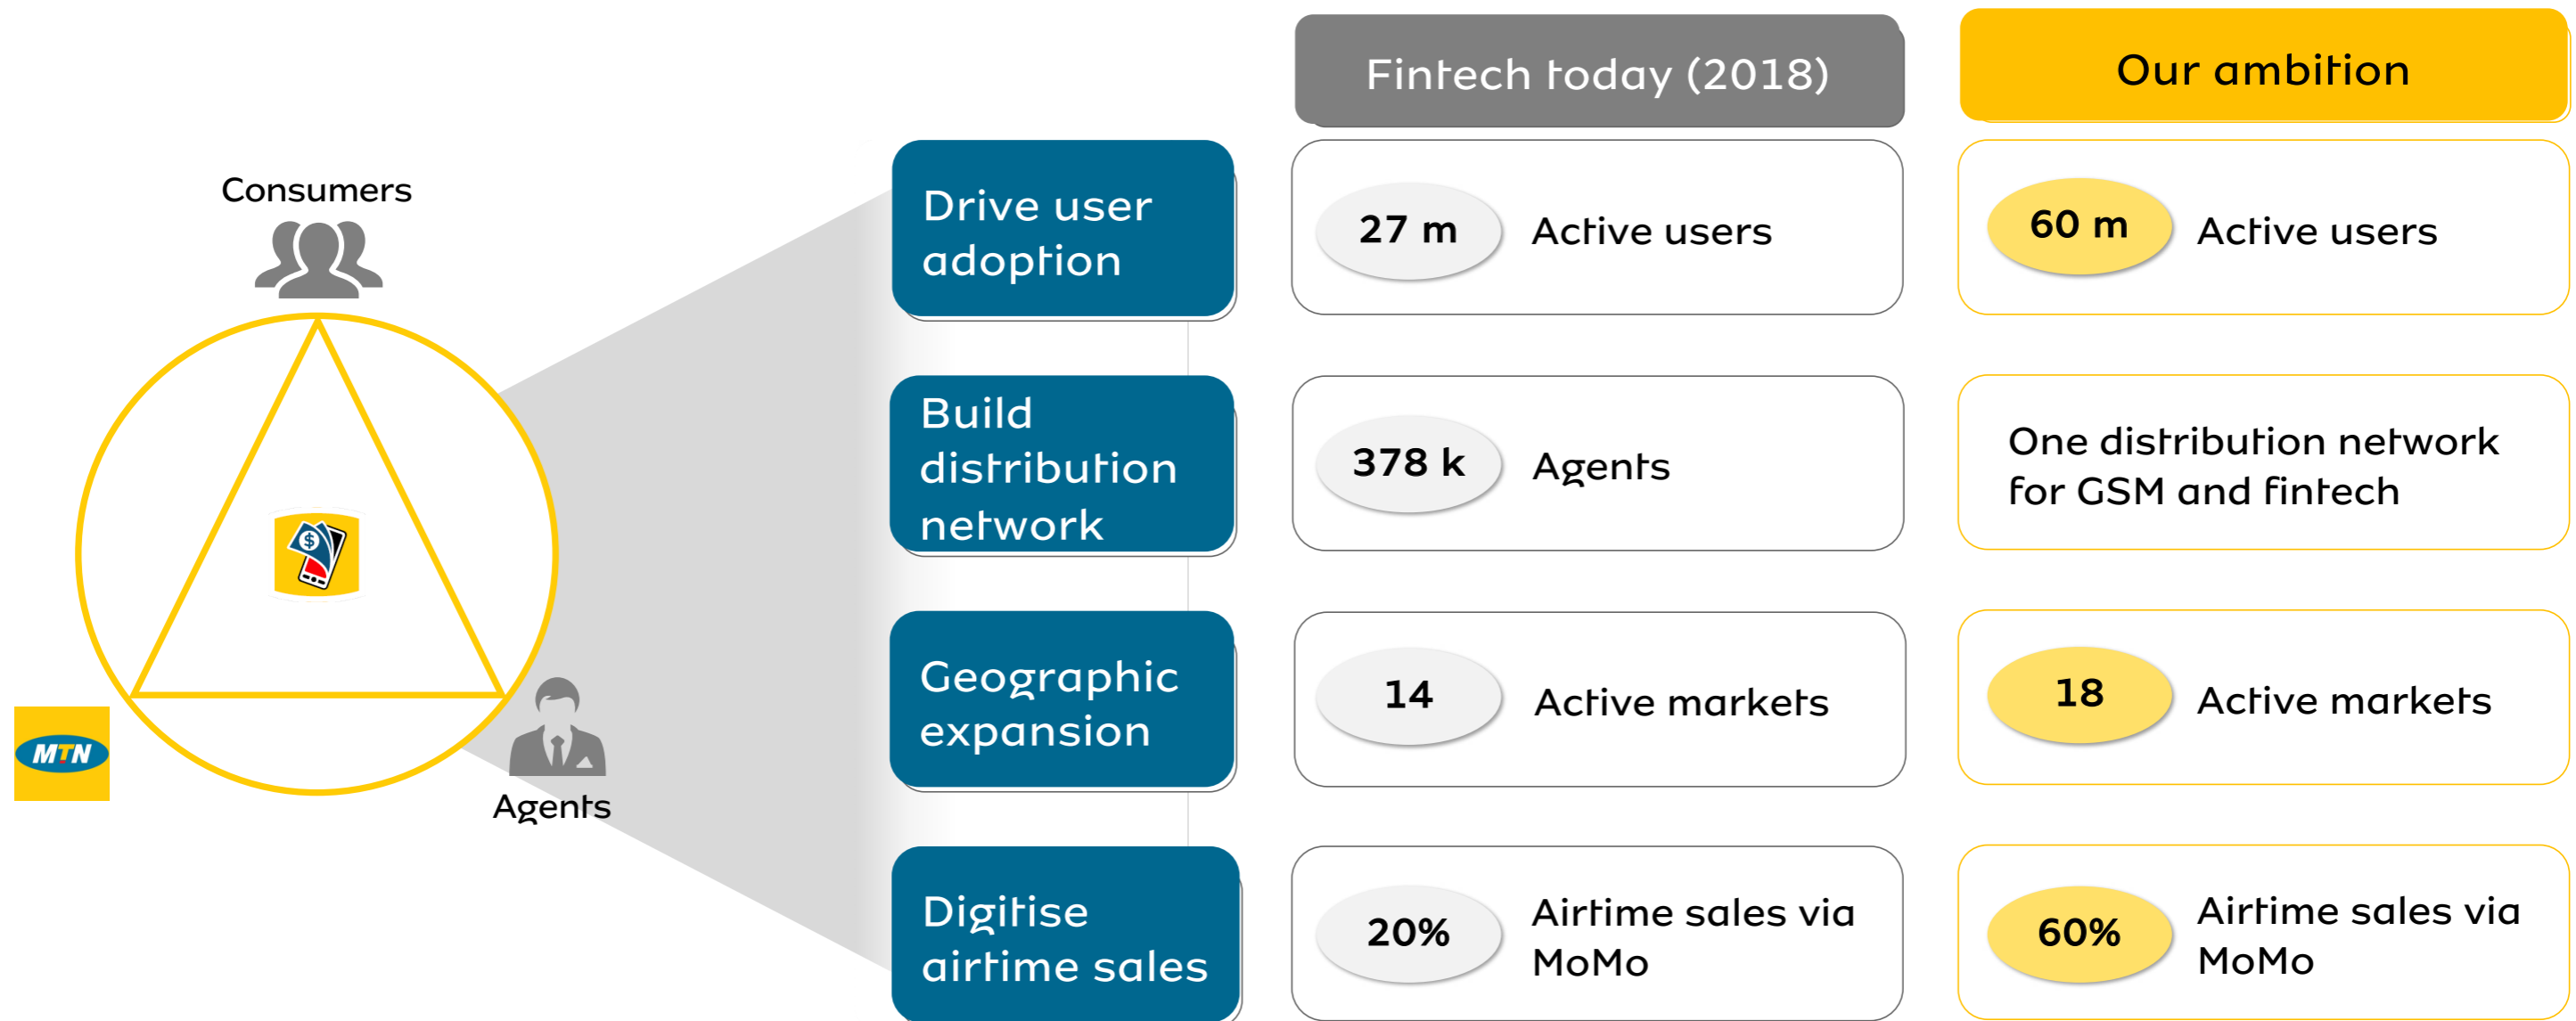 Fintech today (2018)
Our ambition
Consumers
$
MTN
Agents
Drive user
adoption
27 m
Active users
60 m
Active users
Build
distribution
network
378 k
Agents
One distribution network
for GSM and fintech
Geographic
expansion
14
Active markets
18
Active markets
Digitise
airtime sales
20%
Airtime sales via
MoMo
60%
Airtime sales via
MoMo